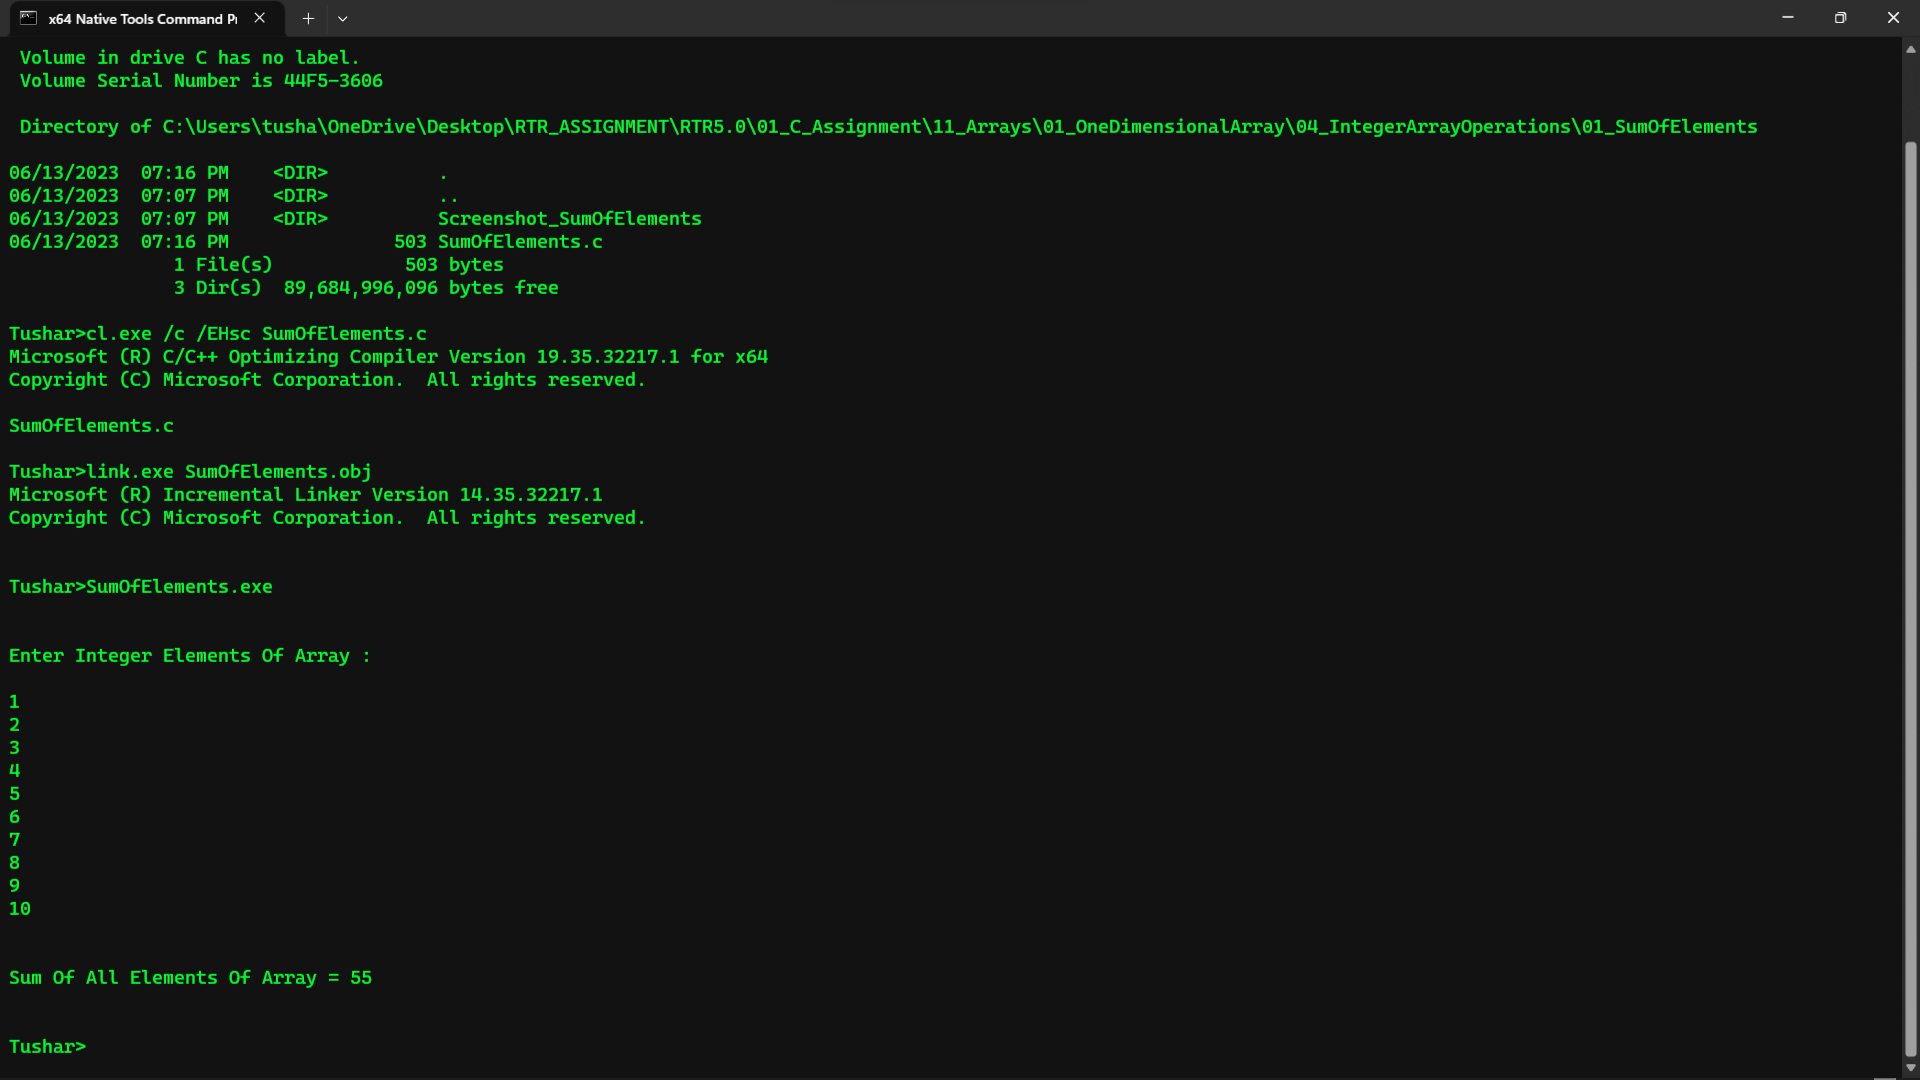 x64 Native Tools Command P
Volume in drive C has no label.
Volume Serial Number is 44F5-3606
Directory of C:\Users\tusha\OneDrive\Desktop\RTR_ASSIGNMENT\RTR5.0\01_C_Assignment\11_Arrays\01_OneDimensionalArray\04_IntegerArrayOperations\01_SumOfElements
06/13/2023  07:16 PM    <DIR>          .
06/13/2023  07:07 PM    <DIR>          ..
06/13/2023  07:07 PM    <DIR>          Screenshot_SumOfElements
06/13/2023  07:16 PM               503 SumOfElements.c
1 File(s)            503 bytes
3 Dir(s)  89,684,996,096 bytes free
Tushar>cl.exe /c /EHsc SumOfElements.c
Microsoft (R) C/C++ Optimizing Compiler Version 19.35.32217.1 for x64
Copyright (C) Microsoft Corporation.  All rights reserved.
SumOfElements.c
Tushar>link.exe SumOfElements.obj
Microsoft (R) Incremental Linker Version 14.35.32217.1
Copyright (C) Microsoft Corporation.  All rights reserved.
Tushar>SumOfElements.exe
Enter Integer Elements Of Array :
1
2
3
4
5
6
7
8
9
10
Sum Of All Elements Of Array = 55
Tushar>